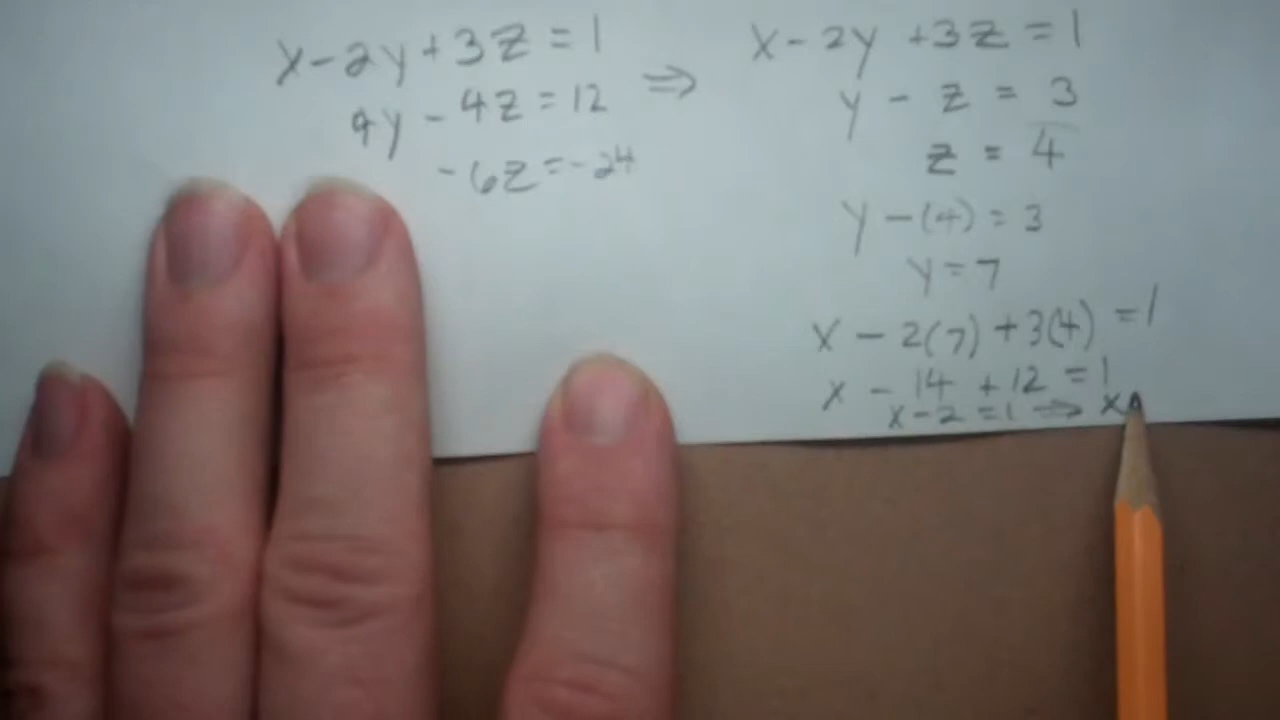 x - 2y + 3z = 1
4y - 4z = 12 ⇒
-6z = -24
x - 2y + 3z = 1
y - z = 3
z = 4
y - (4) = 3
y = 7
x - 2(7) + 3(4) = 1
x - 14 + 12 = 1
x - 2 = 1 ⇒ x